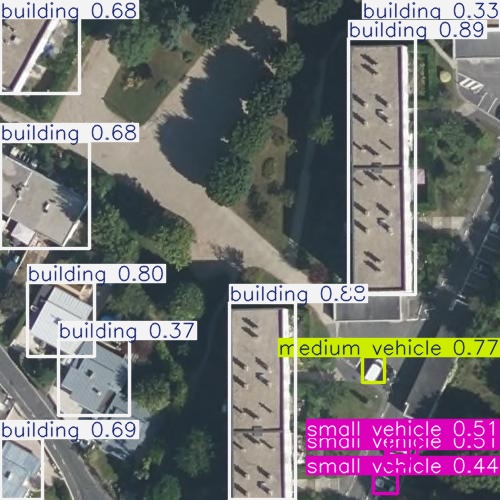 building 0.68
building 0.33
building 0.89
building 0.68
building 0.80
building 0.88
building 0.37
medium vehicle 0.77
building 0.69
small vehicle 0.51
small vehicle 0.51
small vehicle 0.44